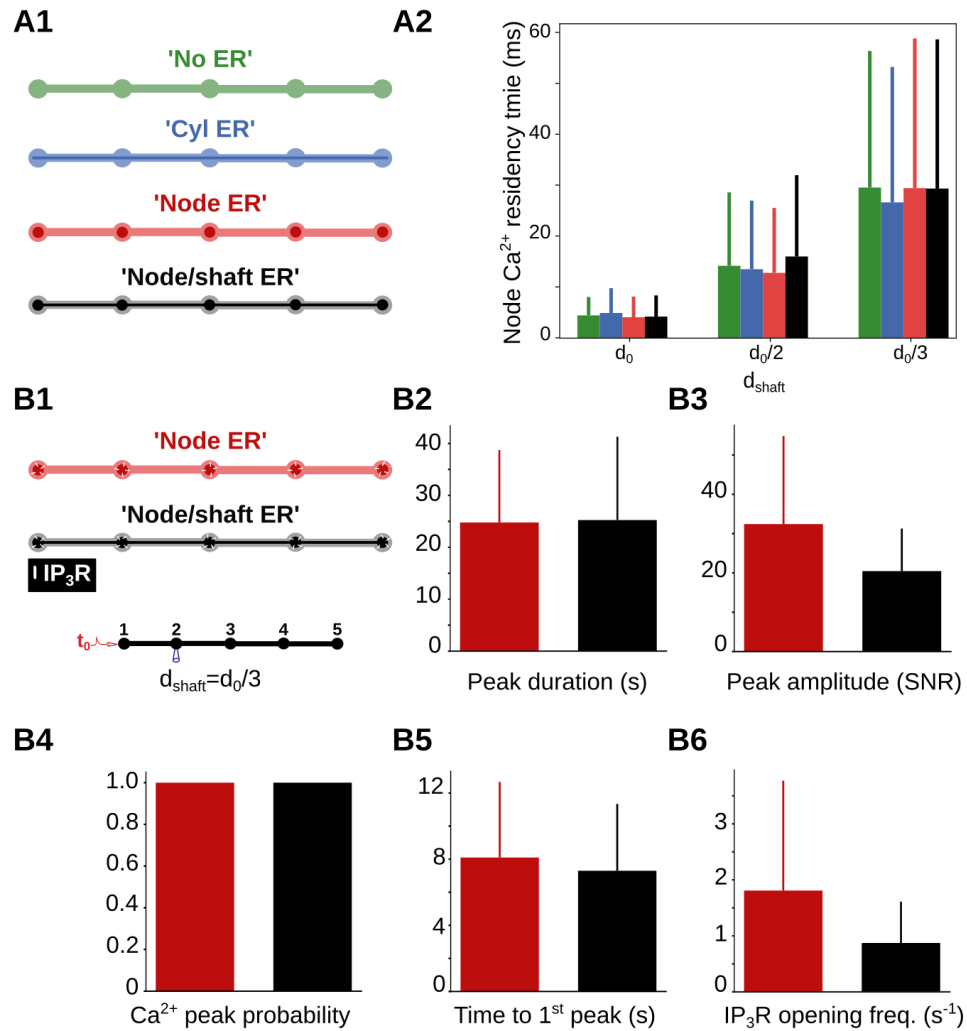 A1
'No ER'
'Cyl ER'
'Node ER'
'Node/shaft ER'
A2
Node Ca²⁺ residency tmie (ms)
60
40
20
0
d₀
d₀/2
d₀/3
d_shaft
B1
'Node ER'
'Node/shaft ER'
IP₃R
t₀
1 2 3 4 5
d_shaft=d₀/3
B2
40
30
20
10
0
Peak duration (s)
B3
40
20
0
Peak amplitude (SNR)
B4
1.0
0.8
0.6
0.4
0.2
0
Ca²⁺ peak probability
B5
12
8
4
0
Time to 1ˢᵗ peak (s)
B6
3
2
1
0
IP₃R opening freq. (s⁻¹)